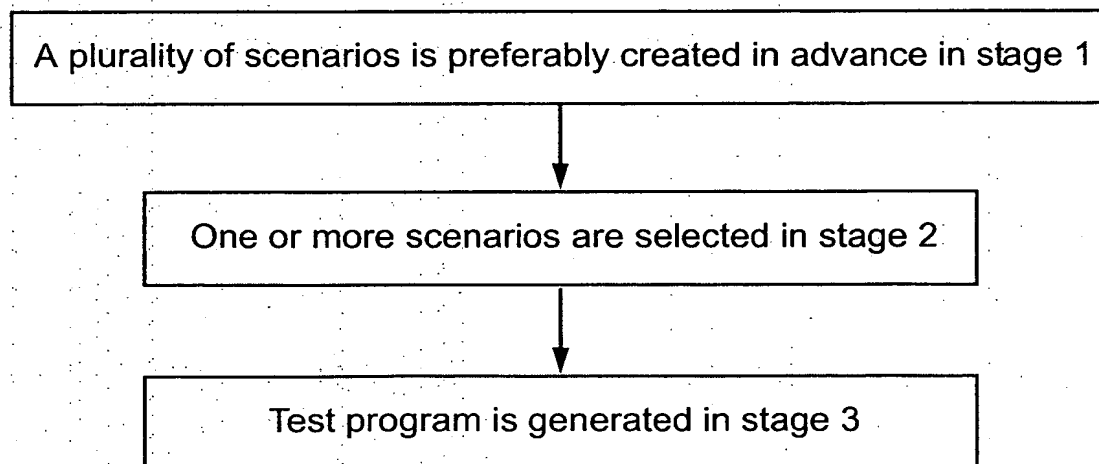 A plurality of scenarios is preferably created in advance in stage 1
One or more scenarios are selected in stage 2
Test program is generated in stage 3